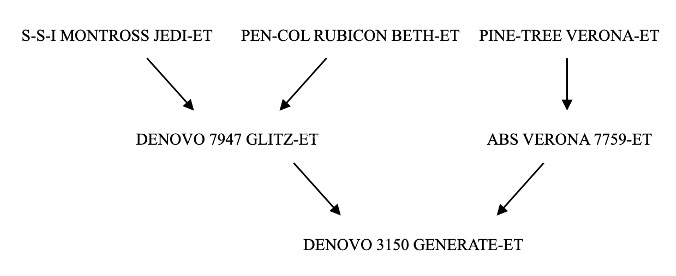 S-S-I MONTROSS JEDI-ET PEN-COL RUBICON BETH-ET PINE-TREE VERONA-ET
DENOVO 7947 GLITZ-ET ABS VERONA 7759-ET
DENOVO 3150 GENERATE-ET